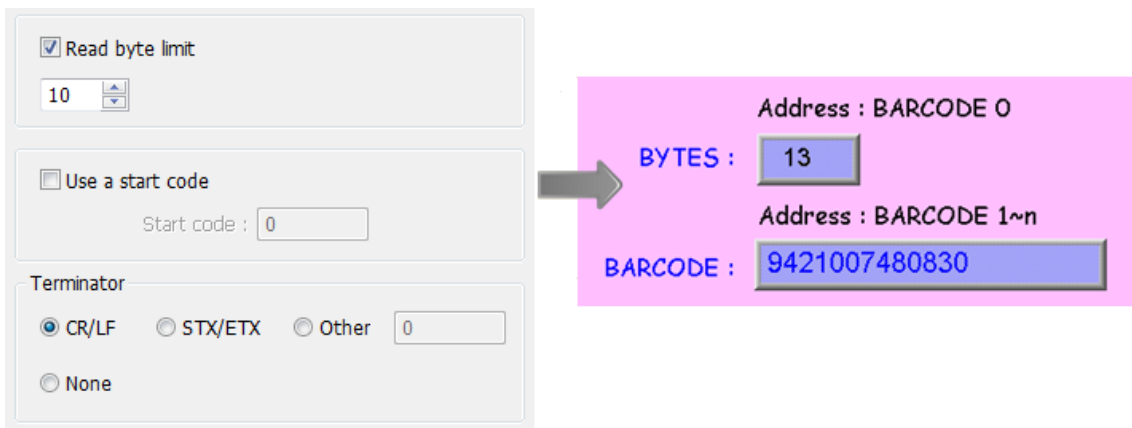 Read byte limit
10
Use a start code
Start code : 0
Terminator
CR/LF STX/ETX Other 0
None
Address : BARCODE 0
BYTES : 13
Address : BARCODE 1~n
BARCODE : 9421007480830